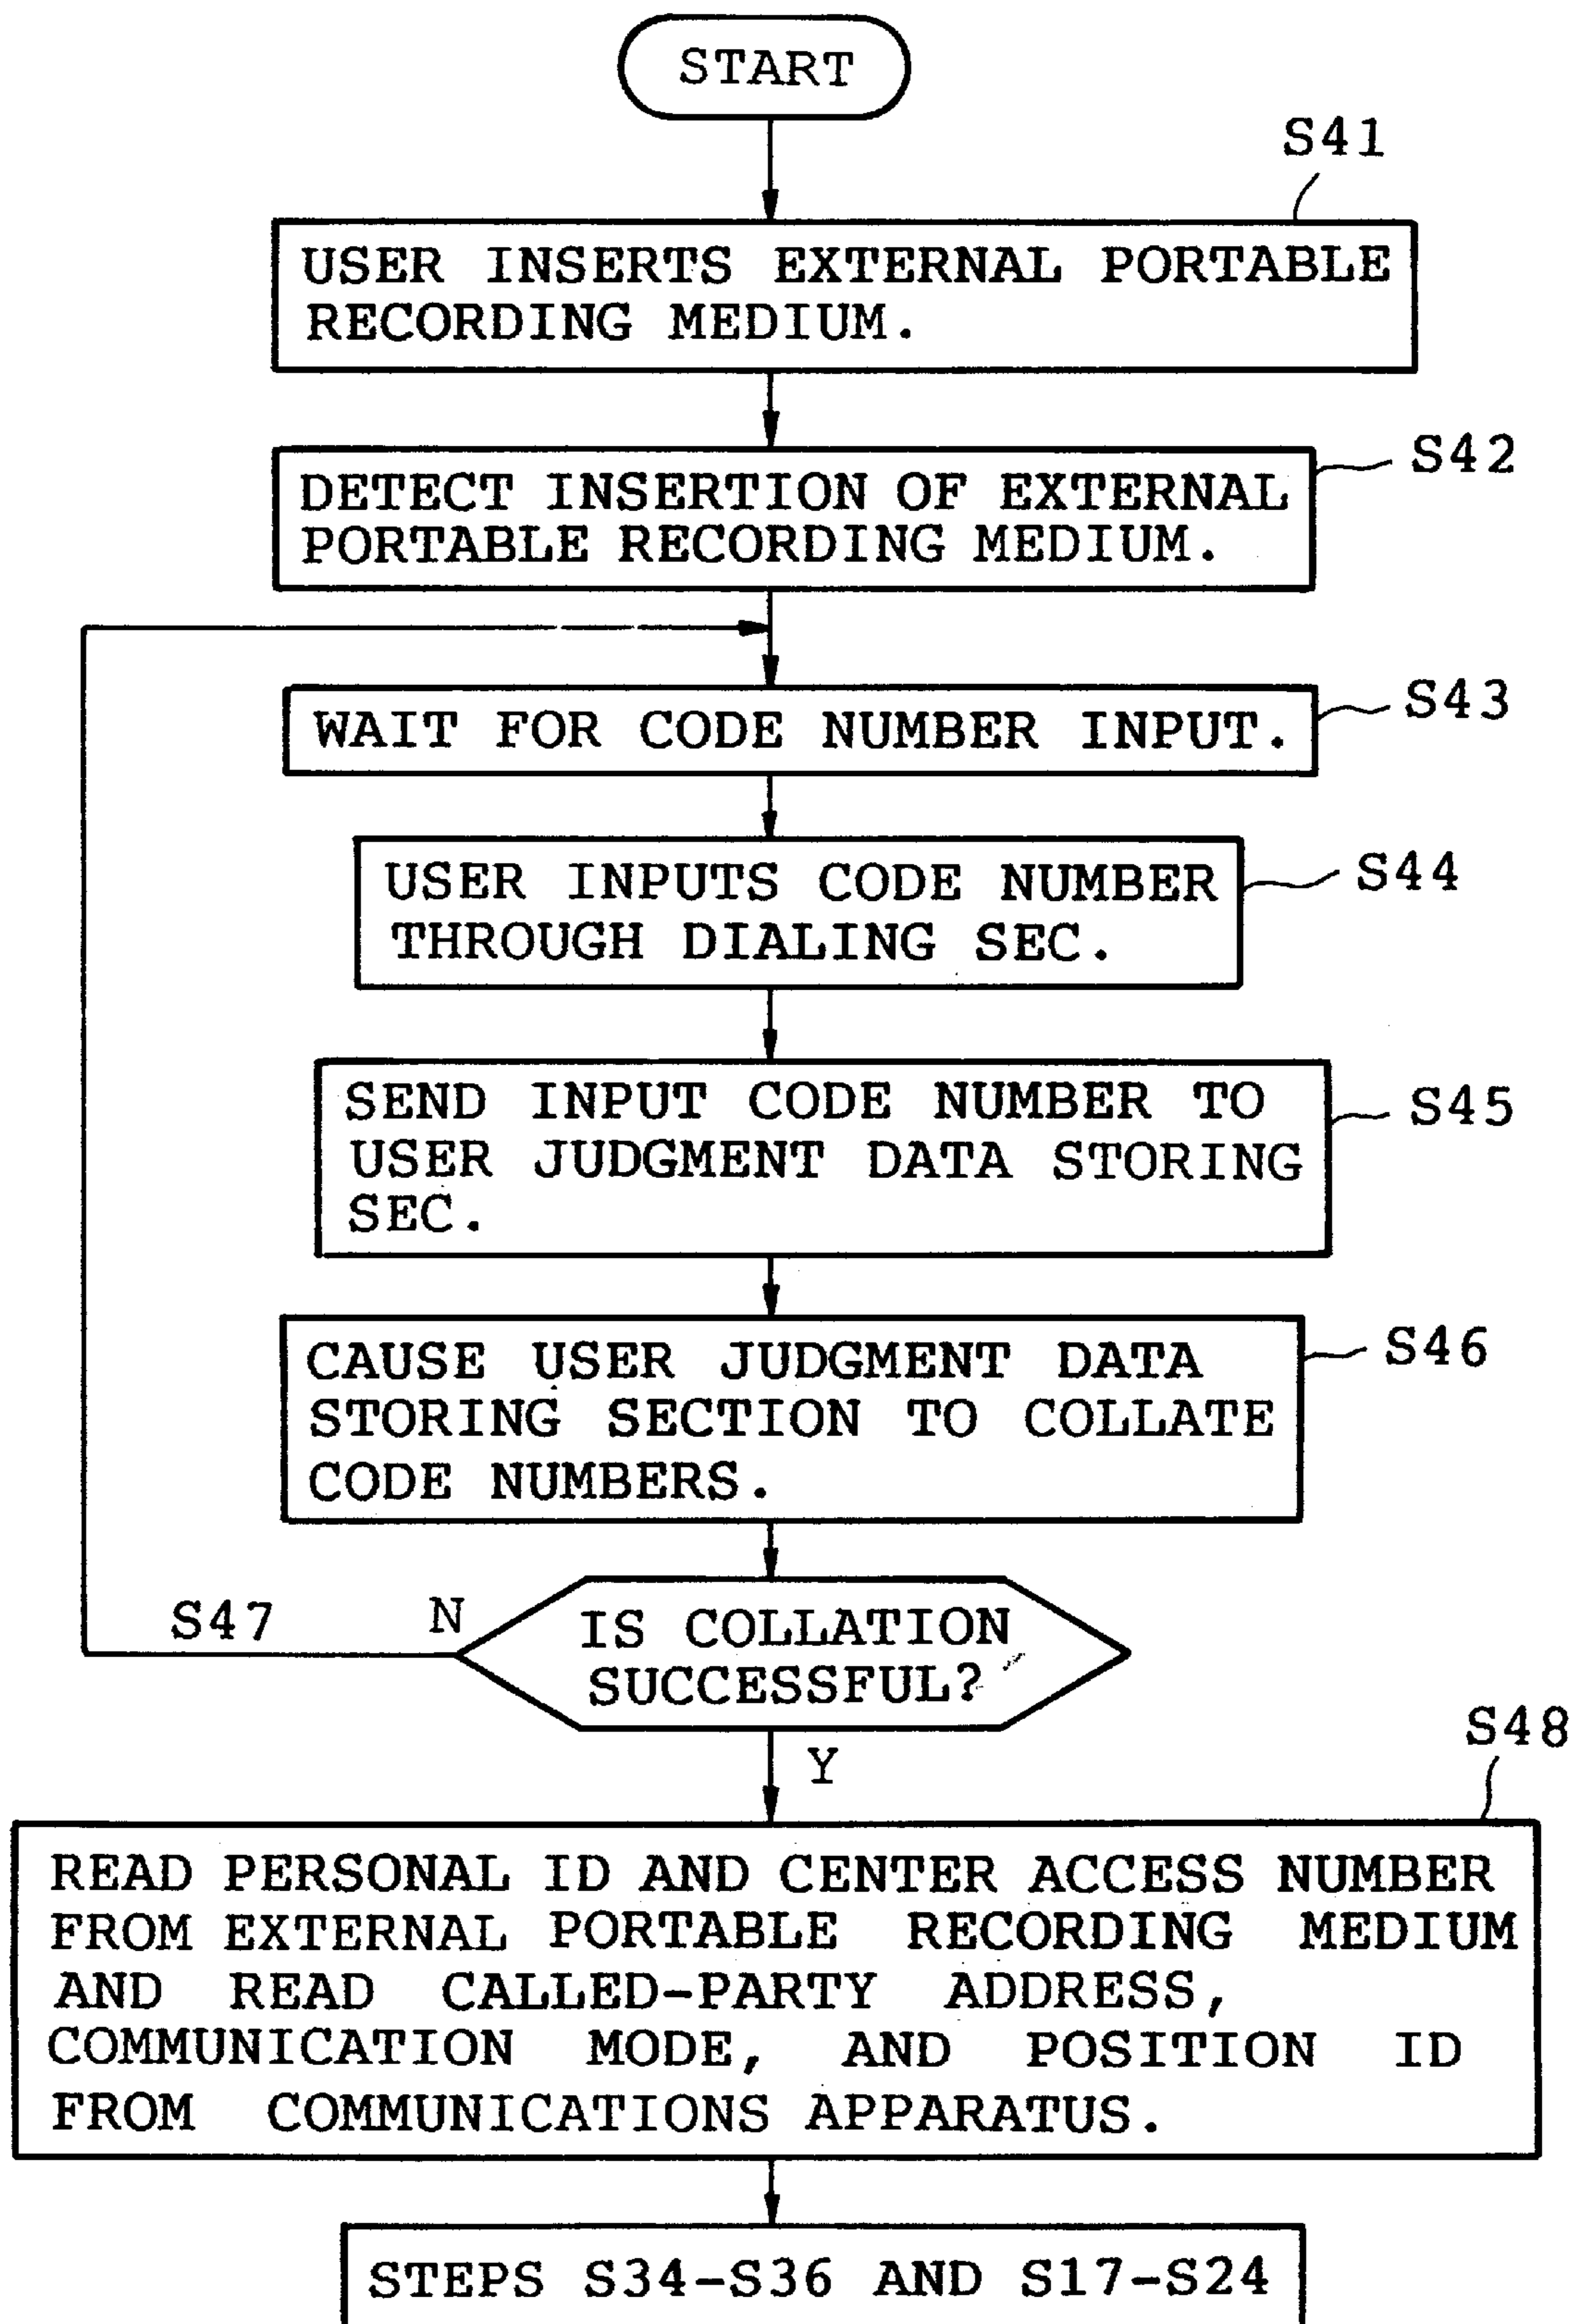 START
S41
USER INSERTS EXTERNAL PORTABLE
RECORDING MEDIUM.
S42
DETECT INSERTION OF EXTERNAL
PORTABLE RECORDING MEDIUM.
S43
WAIT FOR CODE NUMBER INPUT.
S44
USER INPUTS CODE NUMBER
THROUGH DIALING SEC.
S45
SEND INPUT CODE NUMBER TO
USER JUDGMENT DATA STORING
SEC.
S46
CAUSE USER JUDGMENT DATA
STORING SECTION TO COLLATE
CODE NUMBERS.
S47
N
IS COLLATION
SUCCESSFUL?
Y
S48
READ PERSONAL ID AND CENTER ACCESS NUMBER
FROM EXTERNAL PORTABLE RECORDING MEDIUM
AND READ CALLED-PARTY ADDRESS,
COMMUNICATION MODE, AND POSITION ID
FROM COMMUNICATIONS APPARATUS.
STEPS S34-S36 AND S17-S24